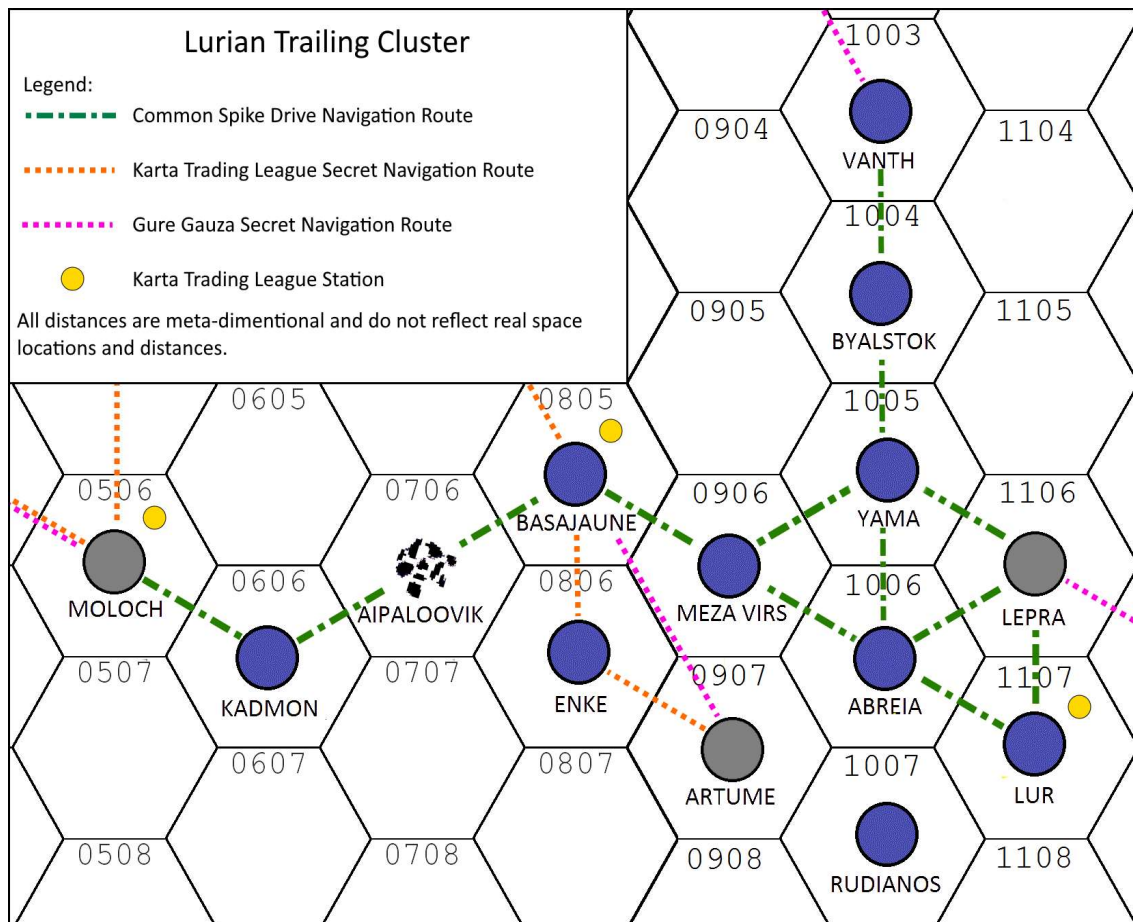 Lurian Trailing Cluster
Legend:
Common Spike Drive Navigation Route
Karta Trading League Secret Navigation Route
Gure Gauza Secret Navigation Route
Karta Trading League Station
All distances are meta-dimentional and do not reflect real space
locations and distances.
1003
VANTH
0904
1104
1004
BYALSTOK
0905
1105
0605
0805
1005
BASAJAUNE
YAMA
0506
0706
0906
1106
MOLOCH
AIPALOOVIK
MEZA VIRS
LEPRA
0606
0806
1006
KADMON
ENKE
ABREIA
0507
0707
0907
1107
ARTUME
LUR
0607
0807
1007
RUDIANOS
0508
0708
0908
1108